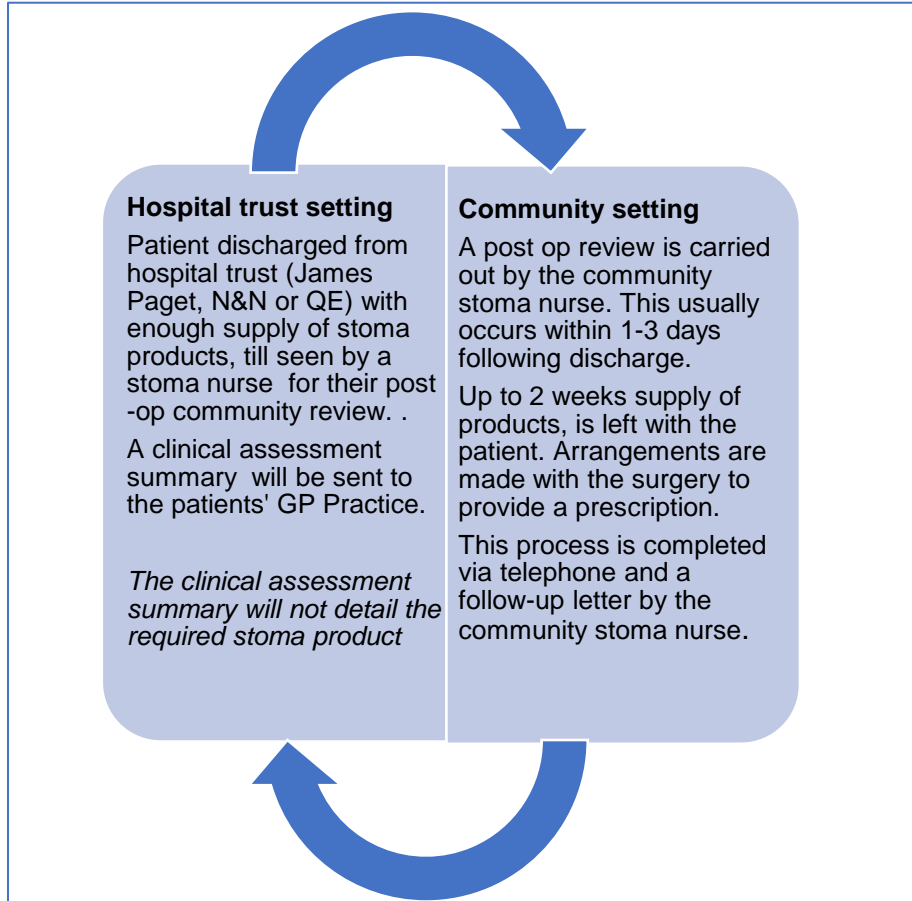 Hospital trust setting
Patient discharged from
hospital trust (James
Paget, N&N or QE) with
enough supply of stoma
products, till seen by a
stoma nurse  for their post
-op community review. .
A clinical assessment
summary  will be sent to
the patients' GP Practice.
The clinical assessment
summary will not detail the
required stoma product
Community setting
A post op review is carried
out by the community
stoma nurse. This usually
occurs within 1-3 days
following discharge.
Up to 2 weeks supply of
products, is left with the
patient. Arrangements are
made with the surgery to
provide a prescription.
This process is completed
via telephone and a
follow-up letter by the
community stoma nurse.